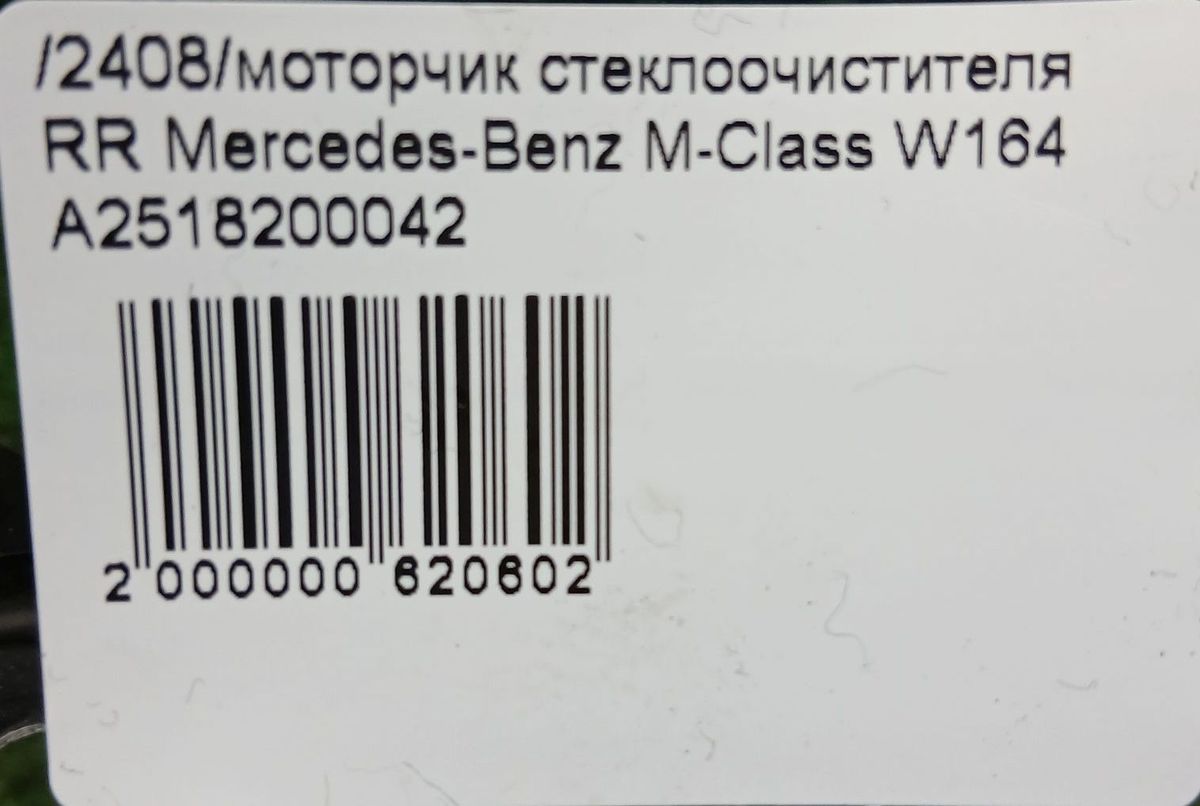 /2408/моторчик стеклоочистителя
RR Mercedes-Benz M-Class W164
A2518200042
2 000000 620602